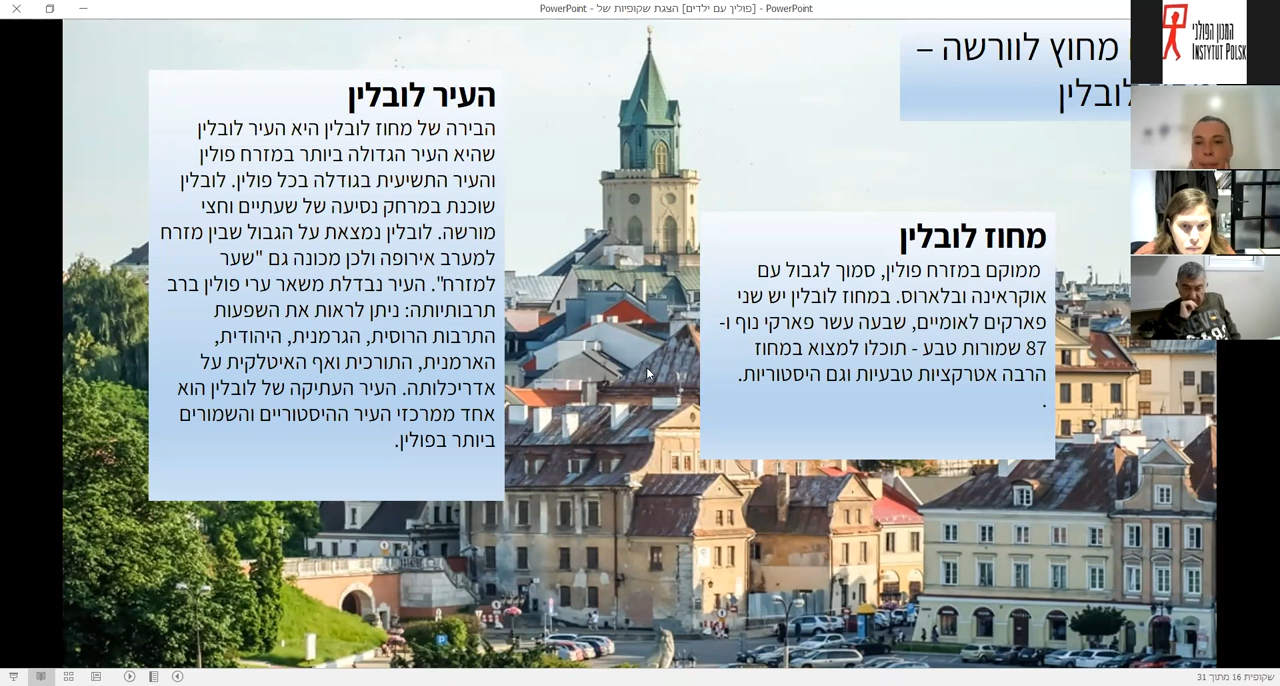 PowerPoint - [פולין עם ילדים] הצגת שקופיות של - PowerPoint
המכון הפולני
INSTYTUT POLSK
מחוץ לוורשה –
לובלין
העיר לובלין
הבירה של מחוז לובלין היא העיר לובלין
שהיא העיר הגדולה ביותר במזרח פולין
והעיר התשיעית בגודלה בכל פולין. לובלין
שוכנת במרחק נסיעה של שעתיים וחצי
מורשה. לובלין נמצאת על הגבול שבין מזרח
למערב אירופה ולכן מכונה גם "שער
למזרח". העיר נבדלת משאר ערי פולין ברב
תרבותיותה: ניתן לראות את השפעות
התרבות הרוסית, הגרמנית, היהודית,
הארמנית, התורכית ואף האיטלקית על
אדריכלותה. העיר העתיקה של לובלין הוא
אחד ממרכזי העיר ההיסטוריים והשמורים
ביותר בפולין.
מחוז לובלין
ממוקם במזרח פולין, סמוך לגבול עם
אוקראינה ובלארוס. במחוז לובלין יש שני
פארקים לאומיים, שבעה עשר פארקי נוף ו-
87 שמורות טבע - תוכלו למצוא במחוז
הרבה אטרקציות טבעיות וגם היסטוריות.
.
שקופית 16 מתוך 31